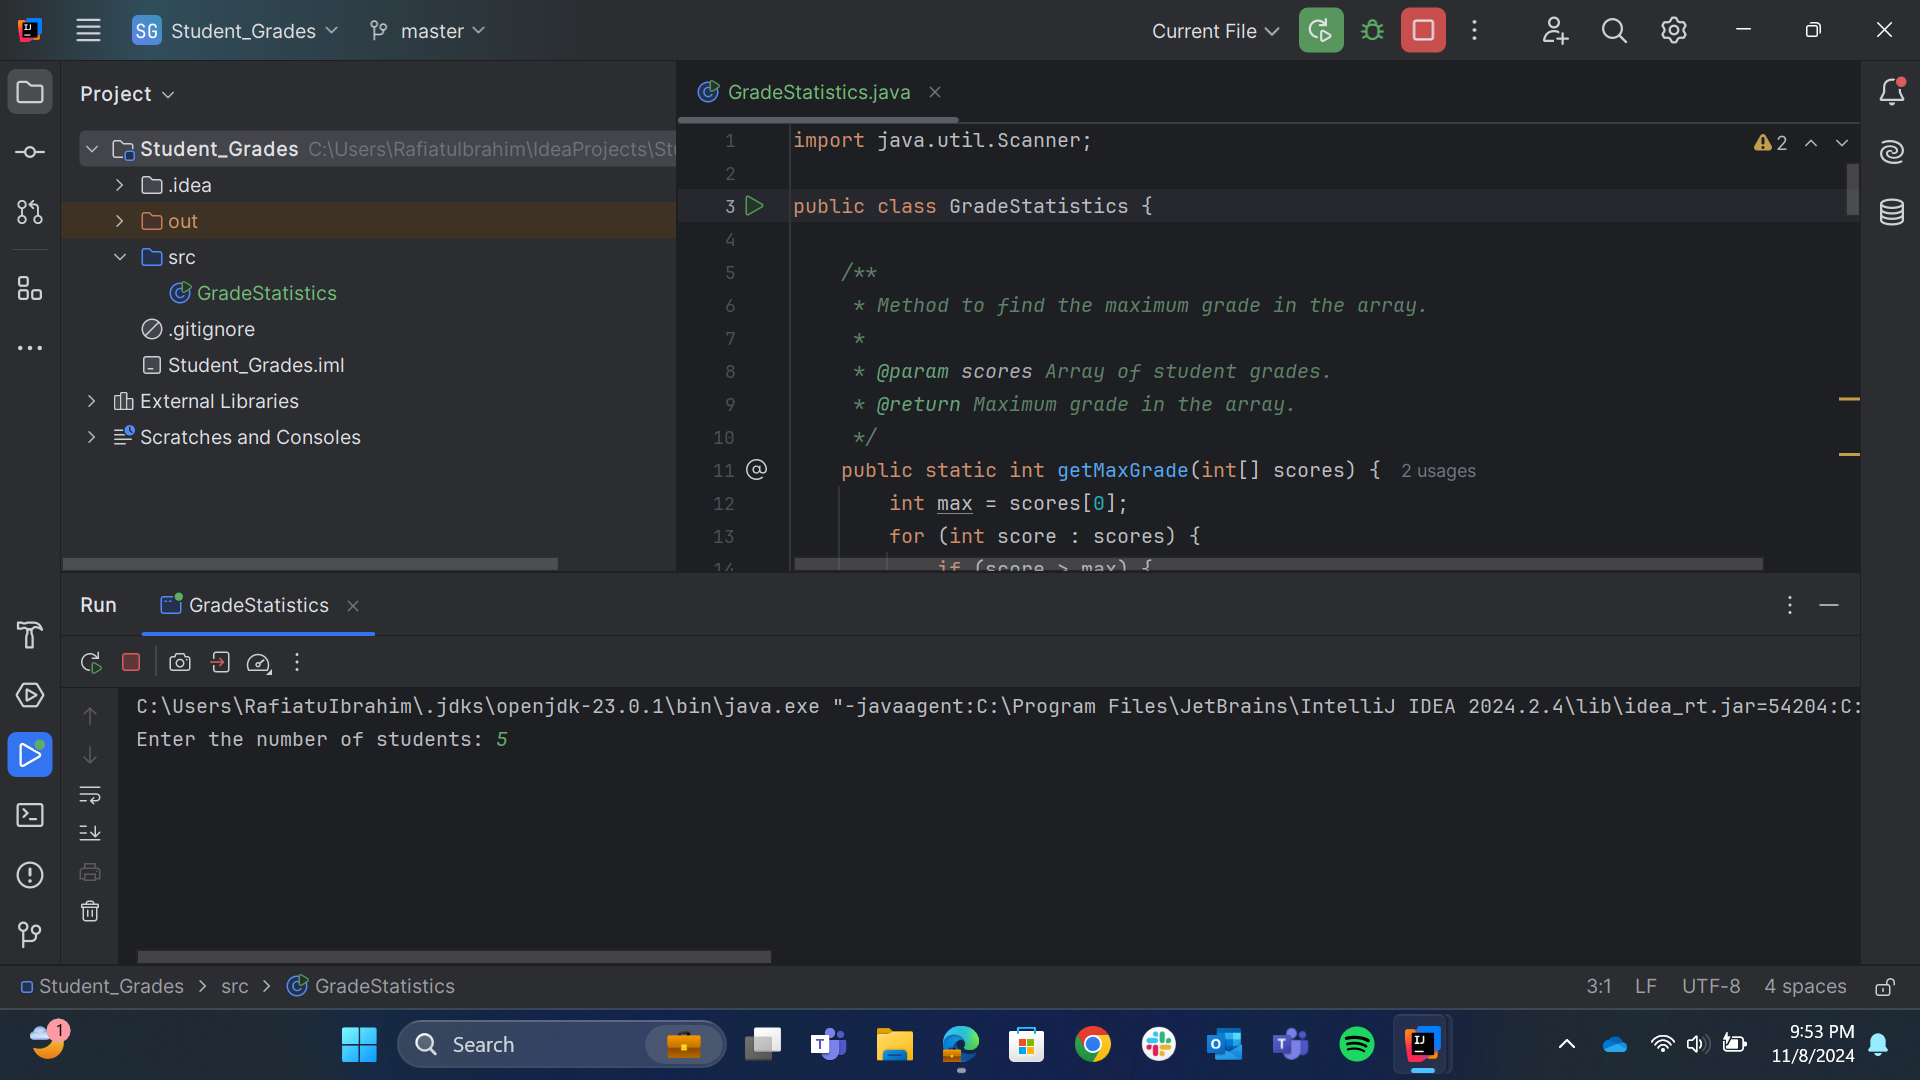 SG Student_Grades master Current File
Project
Student_Grades C:\Users\RafiatuIbrahim\IdeaProjects\St
.idea
out
src
GradeStatistics
.gitignore
Student_Grades.iml
External Libraries
Scratches and Consoles
GradeStatistics.java
2
1 import java.util.Scanner;
2
3 public class GradeStatistics {
4
5 /**
6 * Method to find the maximum grade in the array.
7 *
8 * @param scores Array of student grades.
9 * @return Maximum grade in the array.
10 */
11 @ public static int getMaxGrade(int[] scores) { 2 usages
12 int max = scores[0];
13 for (int score : scores) {
14 if (score > max) {
Run GradeStatistics
C:\Users\RafiatuIbrahim\.jdks\openjdk-23.0.1\bin\java.exe "-javaagent:C:\Program Files\JetBrains\IntelliJ IDEA 2024.2.4\lib\idea_rt.jar=54204:C:
Enter the number of students: 5
Student_Grades > src > GradeStatistics
3:1 LF UTF-8 4 spaces
1
Search
9:53 PM
11/8/2024